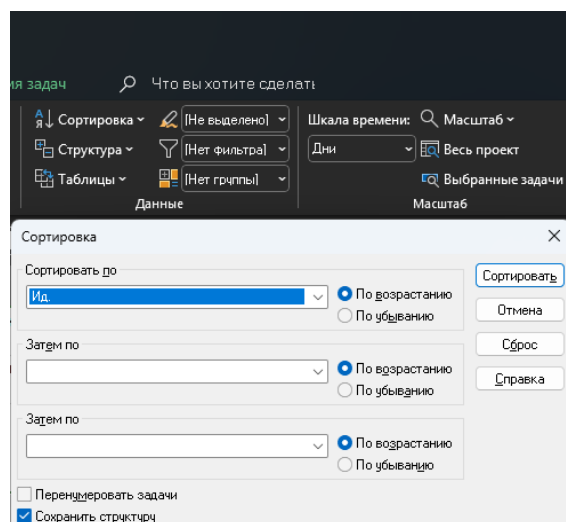 ия задач Что вы хотите сделать
Сортировка [Не выделено] Шкала времени: Масштаб
Структура [Нет фильтра] Дни Весь проект
Таблицы [Нет группы] Выбранные задачи
Данные Масштаб
Сортировка
Сортировать по
Ид. По возрастанию Сортировать
По убыванию Отмена
Затем по Сброс
По возрастанию Справка
По убыванию
Затем по
По возрастанию
По убыванию
Перенумеровать задачи
Сохранить структуру